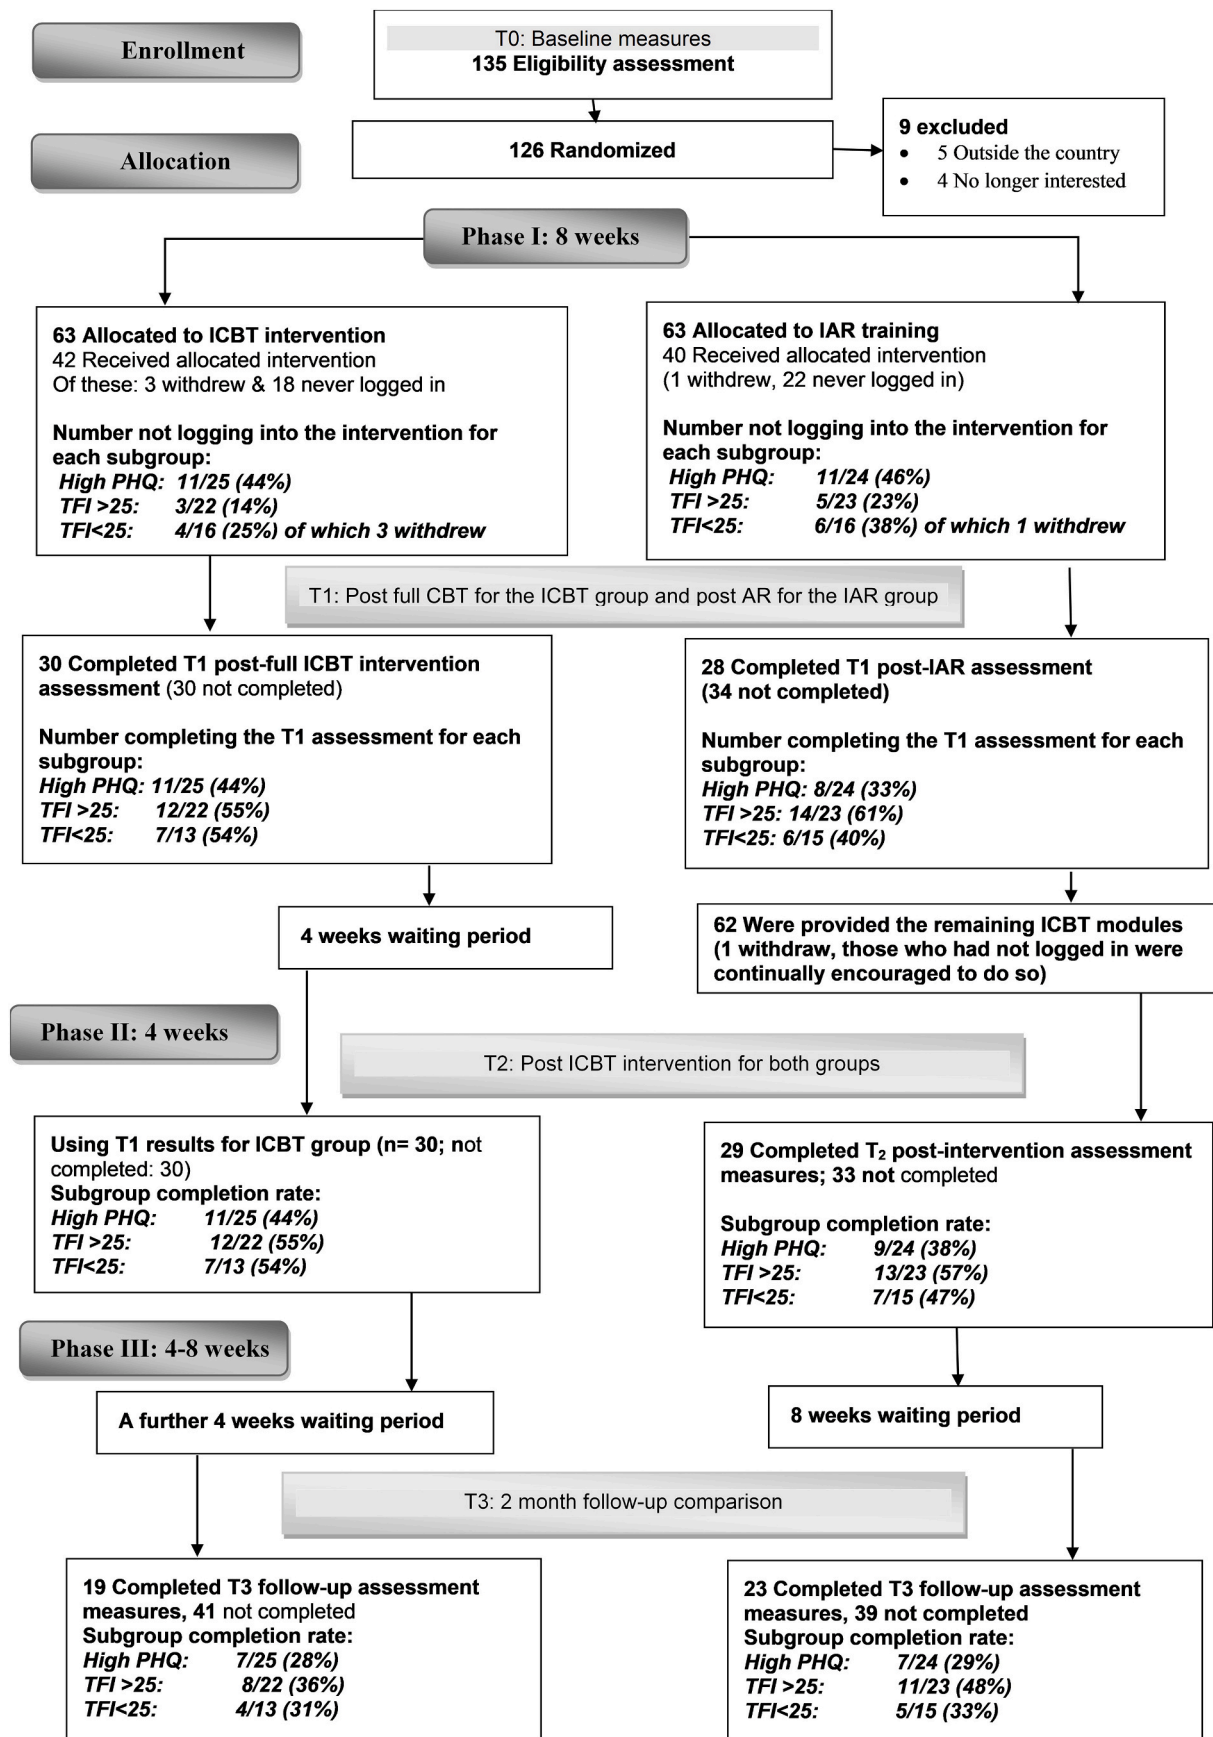 Enrollment
T0: Baseline measures
135 Eligibility assessment
Allocation
126 Randomized
9 excluded
• 5 Outside the country
• 4 No longer interested
Phase I: 8 weeks
63 Allocated to ICBT intervention
42 Received allocated intervention
Of these: 3 withdrew & 18 never logged in
Number not logging into the intervention for
each subgroup:
High PHQ: 11/25 (44%)
TFI >25: 3/22 (14%)
TFI<25: 4/16 (25%) of which 3 withdrew
63 Allocated to IAR training
40 Received allocated intervention
(1 withdrew, 22 never logged in)
Number not logging into the intervention for
each subgroup:
High PHQ: 11/24 (46%)
TFI >25: 5/23 (23%)
TFI<25: 6/16 (38%) of which 1 withdrew
T1: Post full CBT for the ICBT group and post AR for the IAR group
30 Completed T1 post-full ICBT intervention
assessment (30 not completed)
Number completing the T1 assessment for each
subgroup:
High PHQ: 11/25 (44%)
TFI >25: 12/22 (55%)
TFI<25: 7/13 (54%)
28 Completed T1 post-IAR assessment
(34 not completed)
Number completing the T1 assessment for each
subgroup:
High PHQ: 8/24 (33%)
TFI >25: 14/23 (61%)
TFI<25: 6/15 (40%)
4 weeks waiting period
62 Were provided the remaining ICBT modules
(1 withdraw, those who had not logged in were
continually encouraged to do so)
Phase II: 4 weeks
T2: Post ICBT intervention for both groups
Using T1 results for ICBT group (n= 30; not
completed: 30)
Subgroup completion rate:
High PHQ: 11/25 (44%)
TFI >25: 12/22 (55%)
TFI<25: 7/13 (54%)
29 Completed T₂ post-intervention assessment
measures; 33 not completed
Subgroup completion rate:
High PHQ: 9/24 (38%)
TFI >25: 13/23 (57%)
TFI<25: 7/15 (47%)
Phase III: 4-8 weeks
A further 4 weeks waiting period
8 weeks waiting period
T3: 2 month follow-up comparison
19 Completed T3 follow-up assessment
measures, 41 not completed
Subgroup completion rate:
High PHQ: 7/25 (28%)
TFI >25: 8/22 (36%)
TFI<25: 4/13 (31%)
23 Completed T3 follow-up assessment
measures, 39 not completed
Subgroup completion rate:
High PHQ: 7/24 (29%)
TFI >25: 11/23 (48%)
TFI<25: 5/15 (33%)